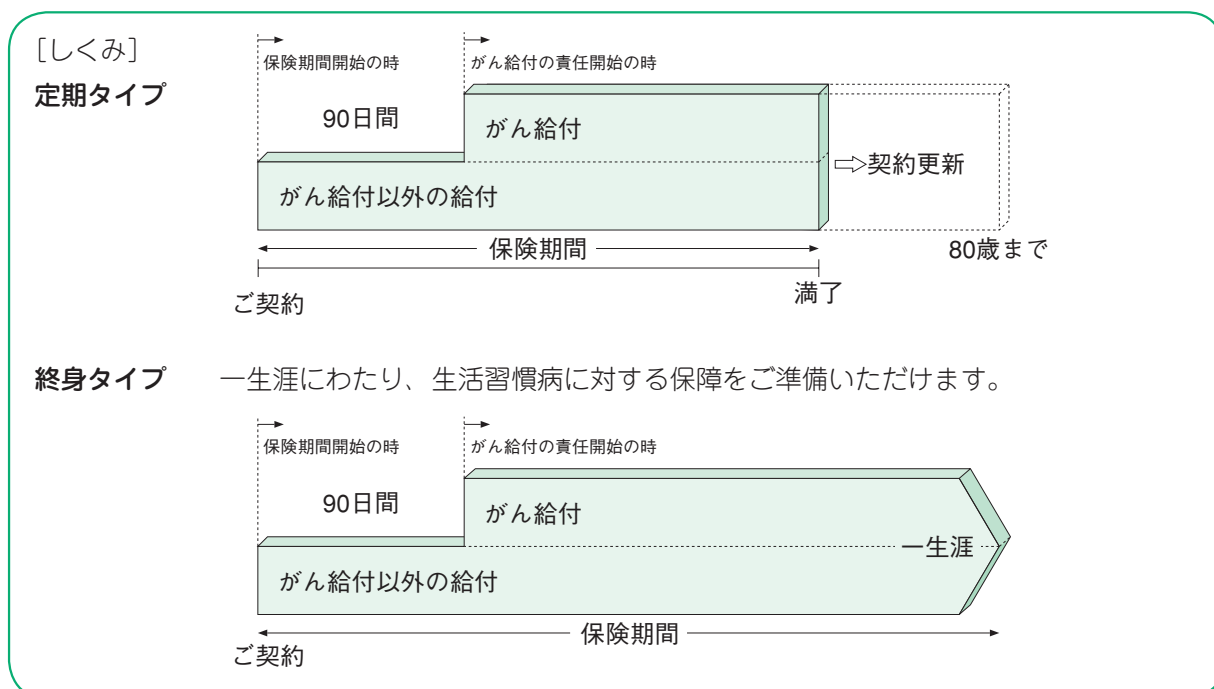 ［しくみ］
定期タイプ
保険期間開始の時
がん給付の責任開始の時
90日間
がん給付
⇨契約更新
がん給付以外の給付
保険期間
80歳まで
満了
ご契約
終身タイプ 一生涯にわたり、生活習慣病に対する保障をご準備いただけます。
保険期間開始の時
がん給付の責任開始の時
90日間
がん給付
一生涯
がん給付以外の給付
保険期間
ご契約